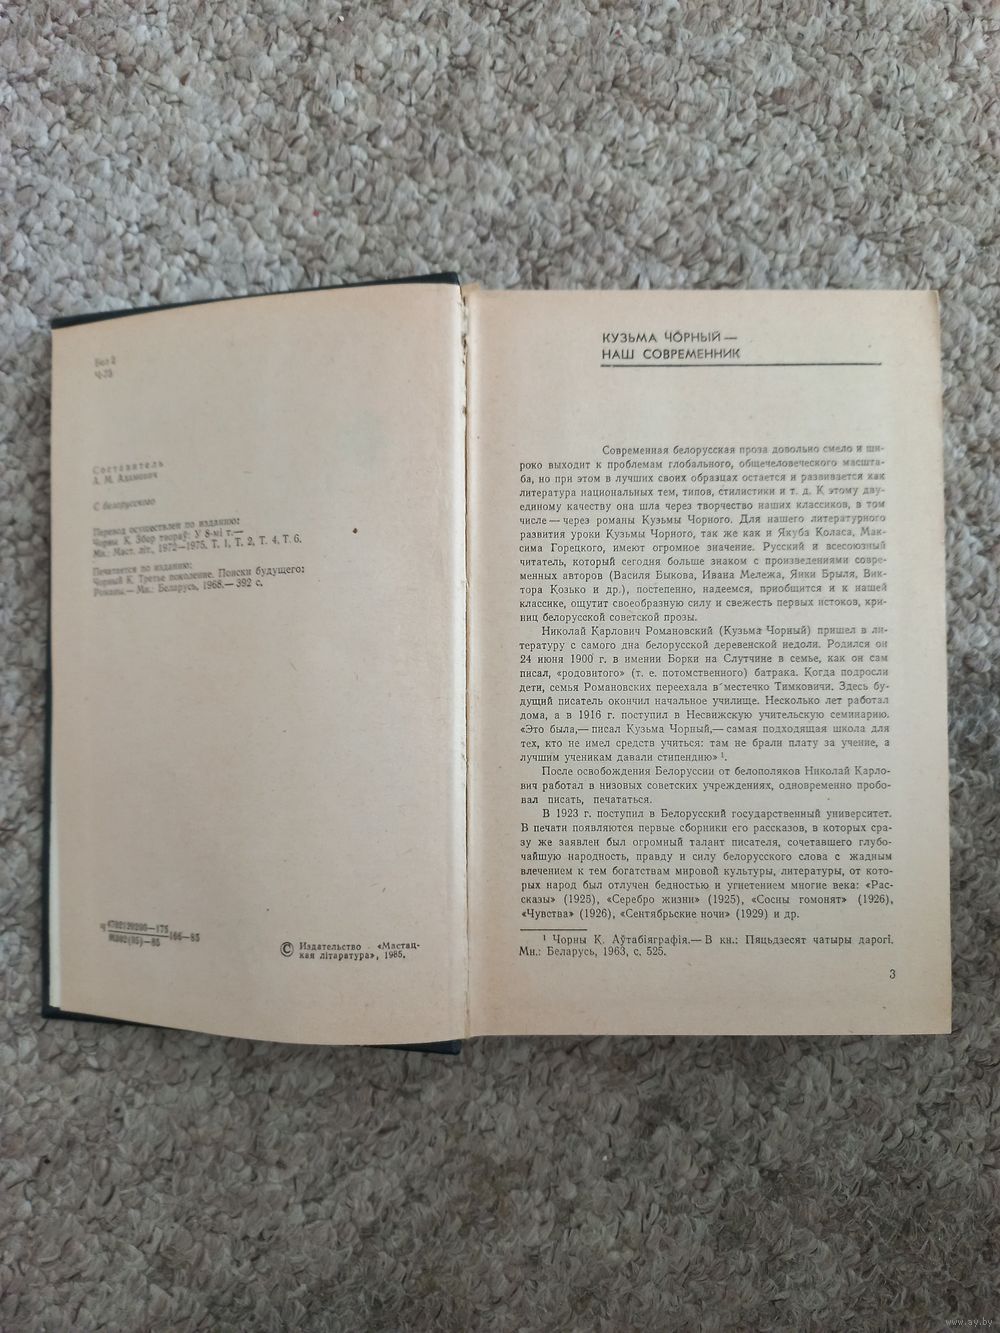 Бел 2
Ч-75
Составитель
А. М. Адамович
С белорусского
Перевод осуществлен по изданию:
Чорны К. Збор твораў: У 8-мі т.—
Мн.: Маст. літ., 1972—1975. Т. 1, Т. 2, Т. 4, Т. 6.
Печатается по изданию:
Чорный К. Третье поколение. Поиски будущего:
Романы.— Мн.: Беларусь, 1968.— 392 с.
166—85
© Издательство «Мастац-
кая літаратура», 1985.
КУЗЬМА ЧОРНЫЙ —
НАШ СОВРЕМЕННИК
Современная белорусская проза довольно смело и ши-
роко выходит к проблемам глобального, общечеловеческого масшта-
ба, но при этом в лучших своих образцах остается и развивается как
литература национальных тем, типов, стилистики и т. д. К этому дву-
единому качеству она шла через творчество наших классиков, в том
числе — через романы Кузьмы Чорного. Для нашего литературного
развития уроки Кузьмы Чорного, так же как и Якуба Коласа, Мак-
сима Горецкого, имеют огромное значение. Русский и всесоюзный
читатель, который сегодня больше знаком с произведениями совре-
менных авторов (Василя Быкова, Ивана Мележа, Янки Брыля, Вик-
тора Козько и др.), постепенно, надеемся, приобщится и к нашей
классике, ощутит своеобразную силу и свежесть первых истоков, кри-
ниц белорусской советской прозы.
Николай Карлович Романовский (Кузьма Чорный) пришел в ли-
тературу с самого дна белорусской деревенской недоли. Родился он
24 июня 1900 г. в имении Борки на Слутчине в семье, как он сам
писал, «родовитого» (т. е. потомственного) батрака. Когда подросли
дети, семья Романовских переехала в местечко Тимковичи. Здесь бу-
дущий писатель окончил начальное училище. Несколько лет работал
дома, а в 1916 г. поступил в Несвижскую учительскую семинарию.
«Это была,— писал Кузьма Чорный,— самая подходящая школа для
тех, кто не имел средств учиться: там не брали плату за учение, а
лучшим ученикам давали стипендию» ¹.
После освобождения Белоруссии от белополяков Николай Карло-
вич работал в низовых советских учреждениях, одновременно пробо-
вал писать, печататься.
В 1923 г. поступил в Белорусский государственный университет.
В печати появляются первые сборники его рассказов, в которых сра-
зу же заявлен был огромный талант писателя, сочетавшего глубо-
чайшую народность, правду и силу белорусского слова с жадным
влечением к тем богатствам мировой культуры, литературы, от кото-
рых народ был отлучен бедностью и угнетением многие века: «Рас-
сказы» (1925), «Серебро жизни» (1925), «Сосны гомонят» (1926),
«Чувства» (1926), «Сентябрьские ночи» (1929) и др.
¹ Чорны К. Аўтабіяграфія.— В кн.: Пяцьдзесят чатыры дарогі.
Мн.: Беларусь, 1963, с. 525.
3
www.ay.by